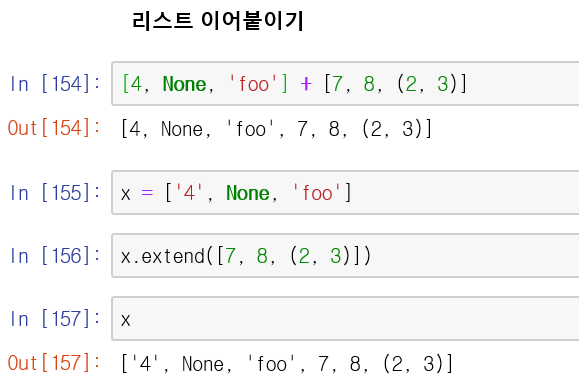 리스트 이어붙이기
In [154]: [4, None, 'foo'] + [7, 8, (2, 3)]
Out[154]: [4, None, 'foo', 7, 8, (2, 3)]
In [155]: x = ['4', None, 'foo']
In [156]: x.extend([7, 8, (2, 3)])
In [157]: x
Out[157]: ['4', None, 'foo', 7, 8, (2, 3)]